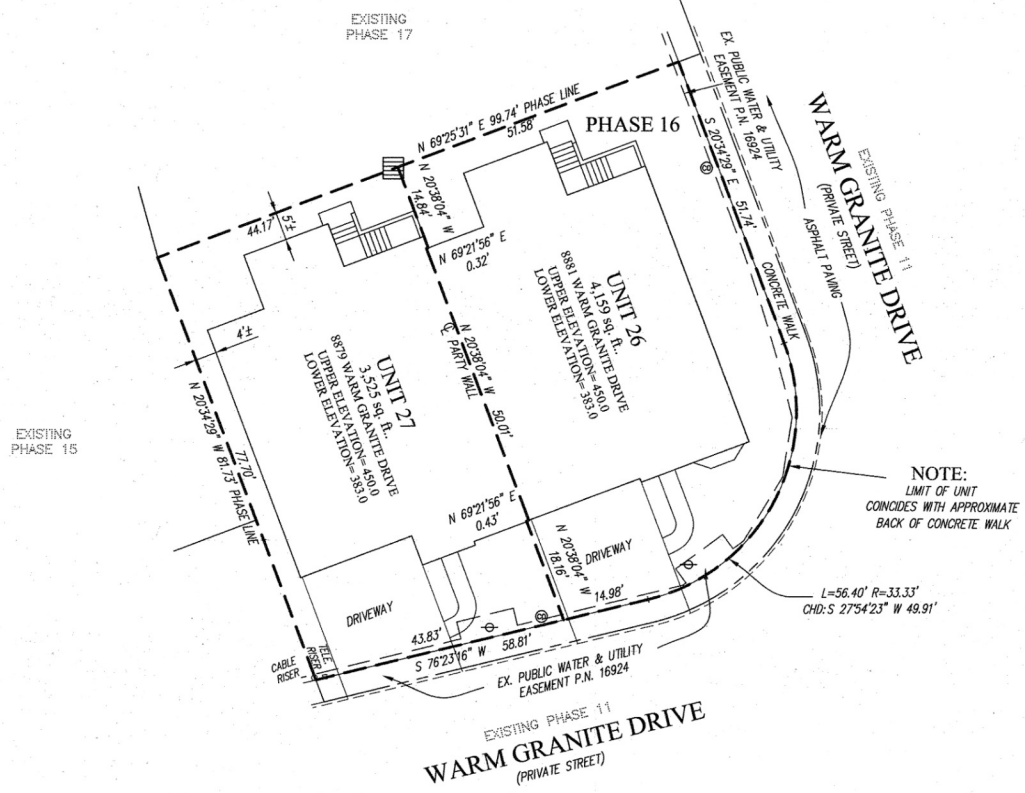 EXISTING
PHASE 17
EX. PUBLIC WATER & UTILITY
EASEMENT P.N. 16924
N 69°25'31" E 99.74' PHASE LINE
51.58'
PHASE 16
S 20°34'29" E 51.74'
WARM GRANITE DRIVE
(PRIVATE STREET)
EXISTING PHASE 11
ASPHALT PAVING
CONCRETE WALK
N 20°38'04" W
14.84'
N 69°21'56" E
0.32'
44.17'
5'±
4'±
UNIT 26
4,159 sq. ft.
8881 WARM GRANITE DRIVE
UPPER ELEVATION= 450.0
LOWER ELEVATION= 383.0
℄ PARTY WALL
N 20°38'04" W 50.01'
UNIT 27
3,525 sq. ft.
8879 WARM GRANITE DRIVE
UPPER ELEVATION= 450.0
LOWER ELEVATION= 383.0
EXISTING
PHASE 15
77.70'
N 20°34'29" W 81.73' PHASE LINE
N 69°21'56" E
0.43'
NOTE:
LIMIT OF UNIT
COINCIDES WITH APPROXIMATE
BACK OF CONCRETE WALK
N 20°38'04" W
18.16'
DRIVEWAY
14.98'
L=56.40' R=33.33'
CHD: S 27°54'23" W 49.91'
DRIVEWAY
43.83'
S 76°23'16" W 58.81'
CABLE
RISER
TELE.
RISER
EX. PUBLIC WATER & UTILITY
EASEMENT P.N. 16924
EXISTING PHASE 11
WARM GRANITE DRIVE
(PRIVATE STREET)